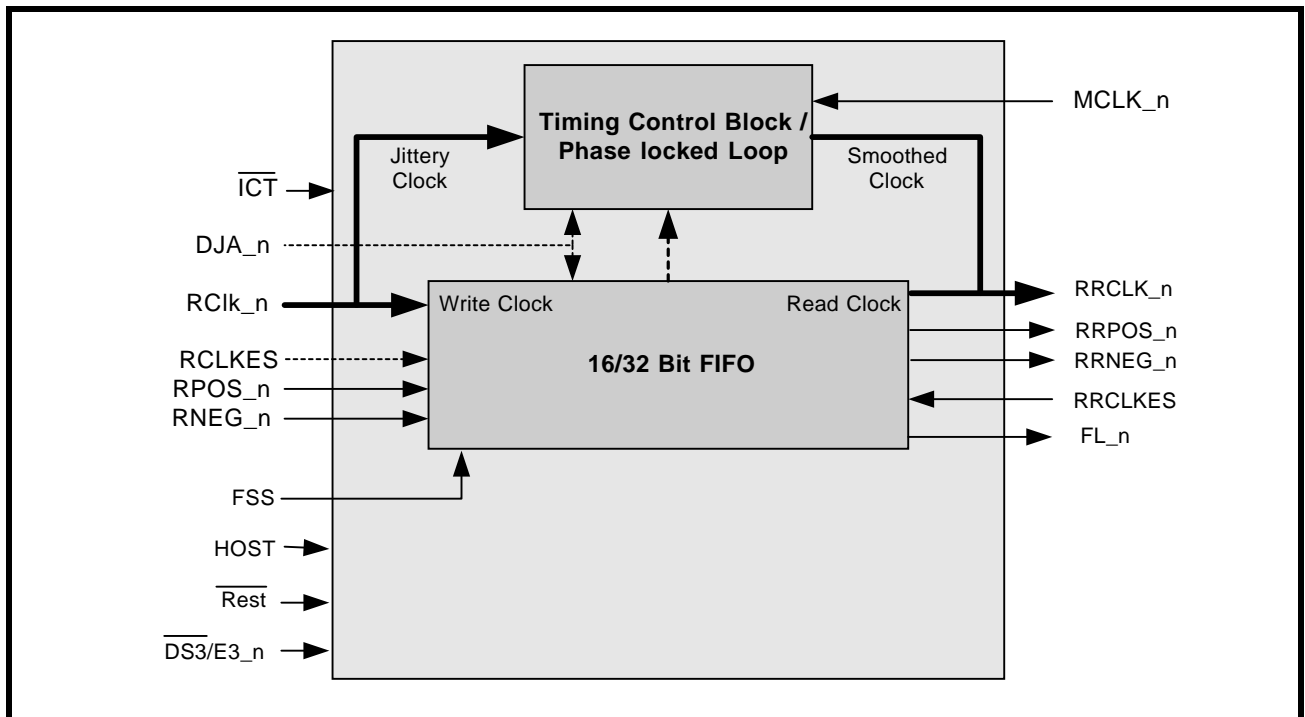 Timing Control Block /
Phase locked Loop
MCLK_n
Jittery
Clock
Smoothed
Clock
ICT
DJA_n
RClk_n
Write Clock
Read Clock
RRCLK_n
RRPOS_n
RCLKES
16/32 Bit FIFO
RRNEG_n
RPOS_n
RRCLKES
RNEG_n
FL_n
FSS
HOST
Rest
DS3/E3_n